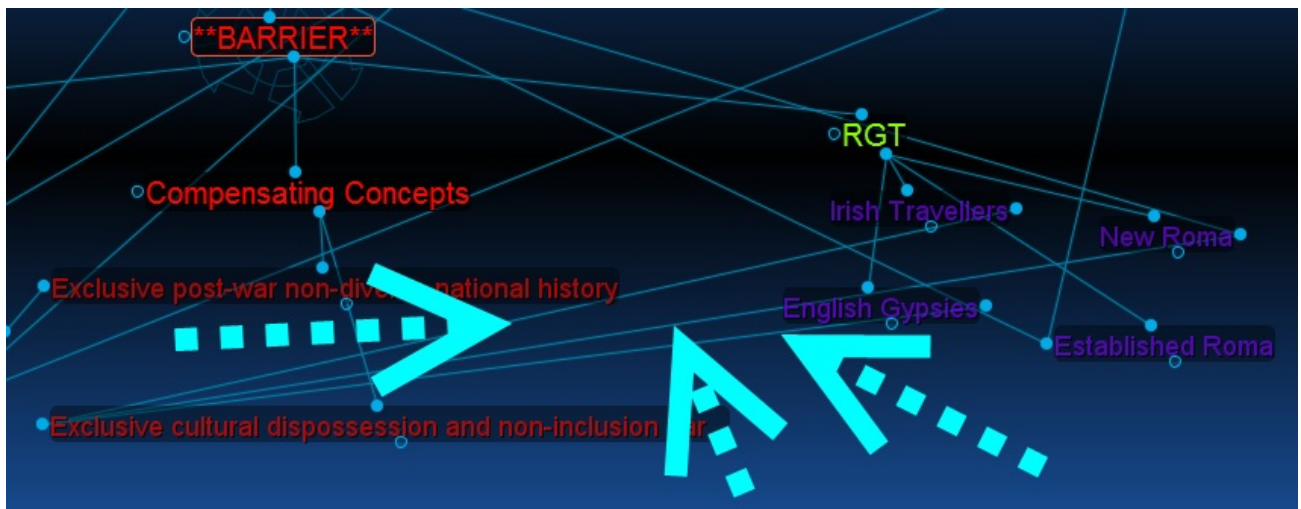 **BARRIER**
RGT
Compensating Concepts
Irish Travellers
New Roma
Exclusive post-war non-diverse national history
English Gypsies
Established Roma
Exclusive cultural dispossession and non-inclusion